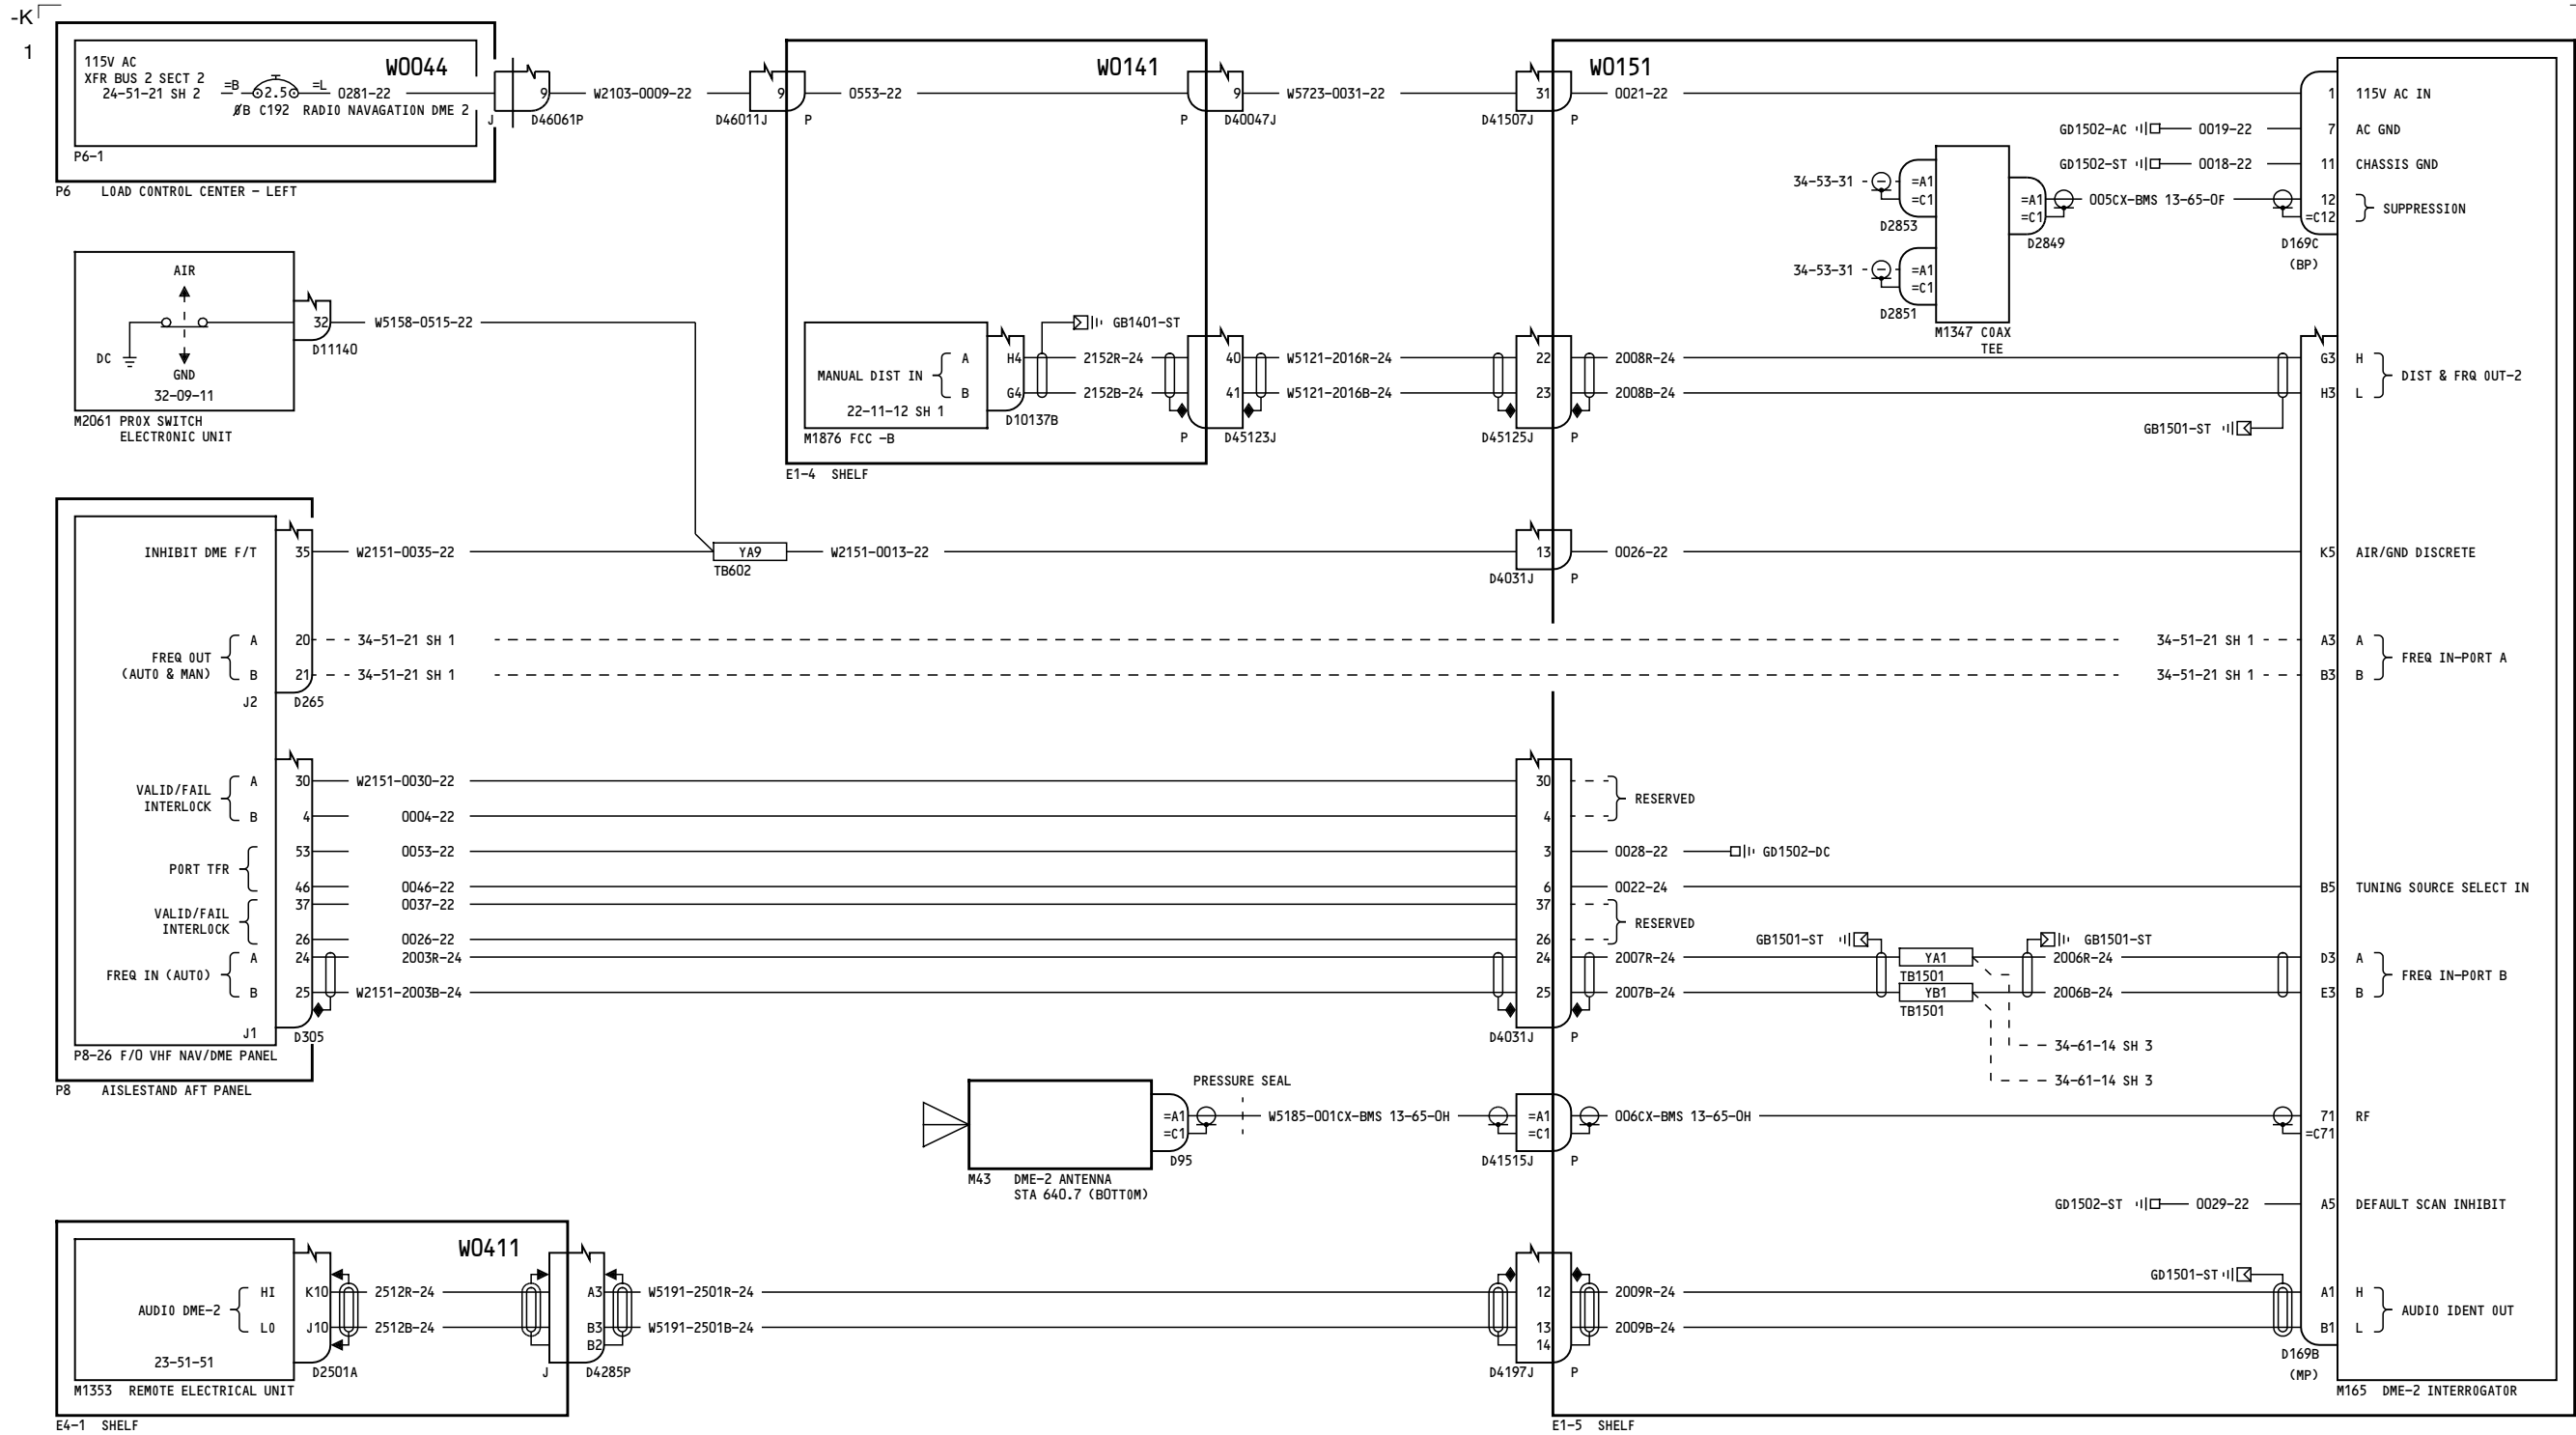 -K
1
115V AC
XFR BUS 2 SECT 2
24-51-21 SH 2
=B
2.5
=L
0281-22
ØB C192 RADIO NAVAGATION DME 2
W0044
P6-1
P6 LOAD CONTROL CENTER - LEFT
J
9
D46061P
W2103-0009-22
9
D46011J
P
W0141
0553-22
P
9
D40047J
W5723-0031-22
31
D41507J
P
W0151
0021-22
1
115V AC IN
GD1502-AC
0019-22
7
AC GND
GD1502-ST
0018-22
11
CHASSIS GND
34-53-31
=A1
=C1
D2853
34-53-31
=A1
=C1
D2851
M1347 COAX
TEE
=A1
=C1
D2849
005CX-BMS 13-65-0F
12
=C12
SUPPRESSION
D169C
(BP)
AIR
DC
GND
32-09-11
M2061 PROX SWITCH
ELECTRONIC UNIT
32
D11140
W5158-0515-22
MANUAL DIST IN
A
B
22-11-12 SH 1
M1876 FCC -B
H4
G4
D10137B
GB1401-ST
2152R-24
2152B-24
P
40
41
D45123J
W5121-2016R-24
W5121-2016B-24
22
23
D45125J
P
2008R-24
2008B-24
GB1501-ST
G3
H
H3
L
DIST & FRQ OUT-2
E1-4 SHELF
INHIBIT DME F/T
35
W2151-0035-22
YA9
TB602
W2151-0013-22
13
D4031J
P
0026-22
K5
AIR/GND DISCRETE
FREQ OUT
(AUTO & MAN)
A
B
20
21
34-51-21 SH 1
34-51-21 SH 1
34-51-21 SH 1
34-51-21 SH 1
A3
A
B3
B
FREQ IN-PORT A
J2
D265
VALID/FAIL
INTERLOCK
A
B
30
4
W2151-0030-22
0004-22
30
4
RESERVED
PORT TFR
53
46
0053-22
0046-22
3
6
0028-22
GD1502-DC
0022-24
B5
TUNING SOURCE SELECT IN
VALID/FAIL
INTERLOCK
37
26
0037-22
0026-22
37
26
RESERVED
FREQ IN (AUTO)
A
B
24
25
2003R-24
W2151-2003B-24
24
25
2007R-24
2007B-24
GB1501-ST
YA1
TB1501
YB1
TB1501
GB1501-ST
2006R-24
2006B-24
D3
A
E3
B
FREQ IN-PORT B
34-61-14 SH 3
34-61-14 SH 3
J1
D305
D4031J
P
P8-26 F/O VHF NAV/DME PANEL
P8 AISLESTAND AFT PANEL
PRESSURE SEAL
=A1
=C1
D95
W5185-001CX-BMS 13-65-0H
=A1
=C1
D41515J
P
006CX-BMS 13-65-0H
71
=C71
RF
M43 DME-2 ANTENNA
STA 640.7 (BOTTOM)
GD1502-ST
0029-22
A5
DEFAULT SCAN INHIBIT
W0411
AUDIO DME-2
HI
LO
K10
J10
23-51-51
D2501A
M1353 REMOTE ELECTRICAL UNIT
2512R-24
2512B-24
A3
B3
B2
J
D4285P
W5191-2501R-24
W5191-2501B-24
12
13
14
D4197J
P
2009R-24
2009B-24
GD1501-ST
A1
H
B1
L
AUDIO IDENT OUT
D169B
(MP)
M165 DME-2 INTERROGATOR
E4-1 SHELF
E1-5 SHELF